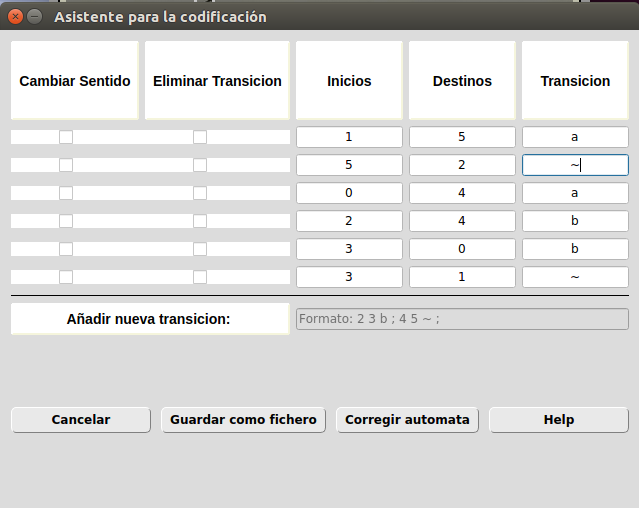 Asistente para la codificación
Cambiar Sentido Eliminar Transicion Inicios Destinos Transicion
1 5 a
5 2 ~
0 4 a
2 4 b
3 0 b
3 1 ~
Añadir nueva transicion: Formato: 2 3 b ; 4 5 ~ ;
Cancelar Guardar como fichero Corregir automata Help